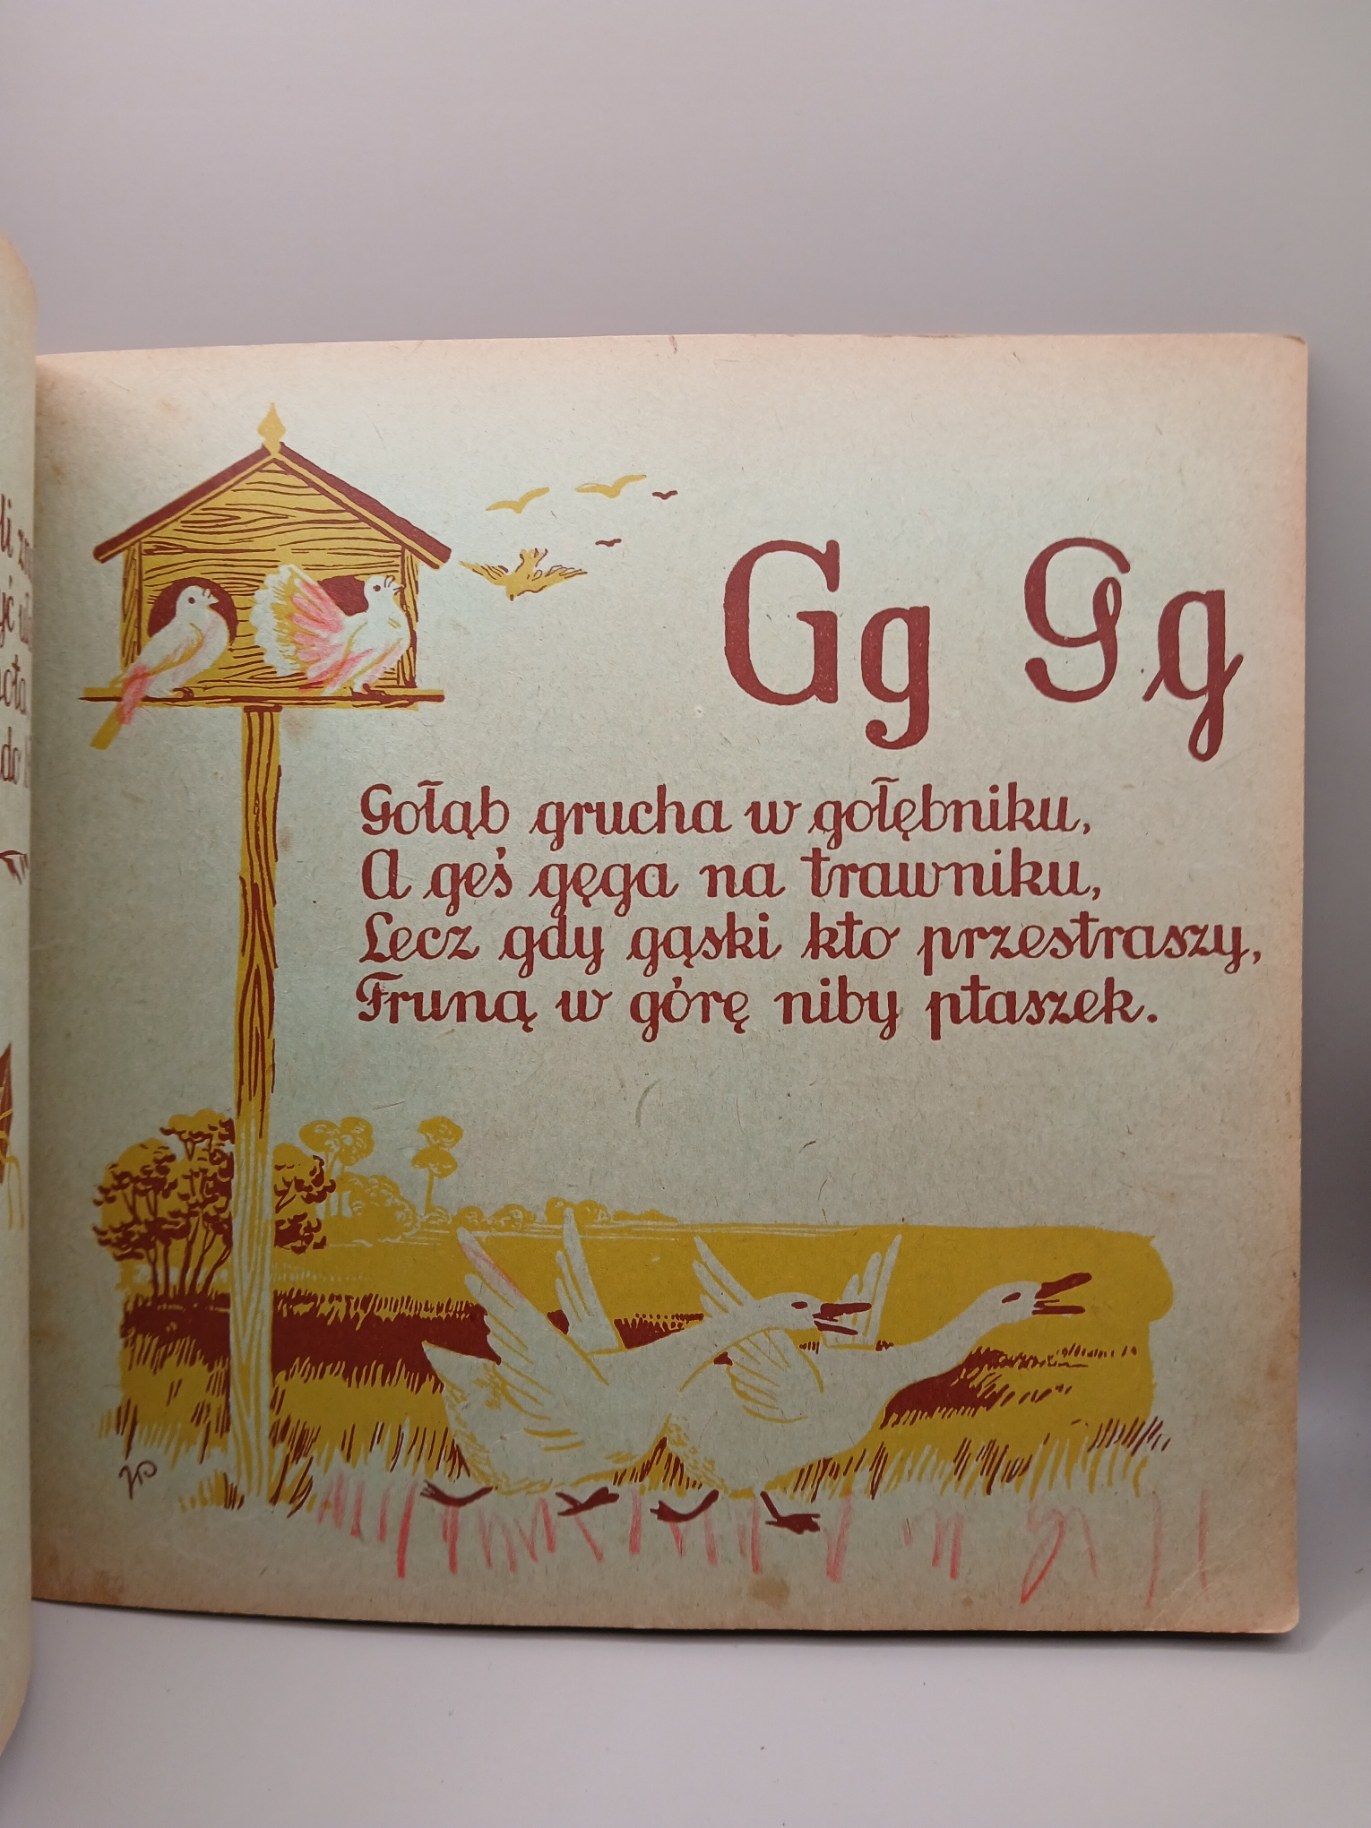 Gg Gg
Gołąb grucha w gołębniku,
A gęś gęga na trawniku,
Lecz gdy gąski kto przestraszy,
Fruną w górę niby ptaszek.